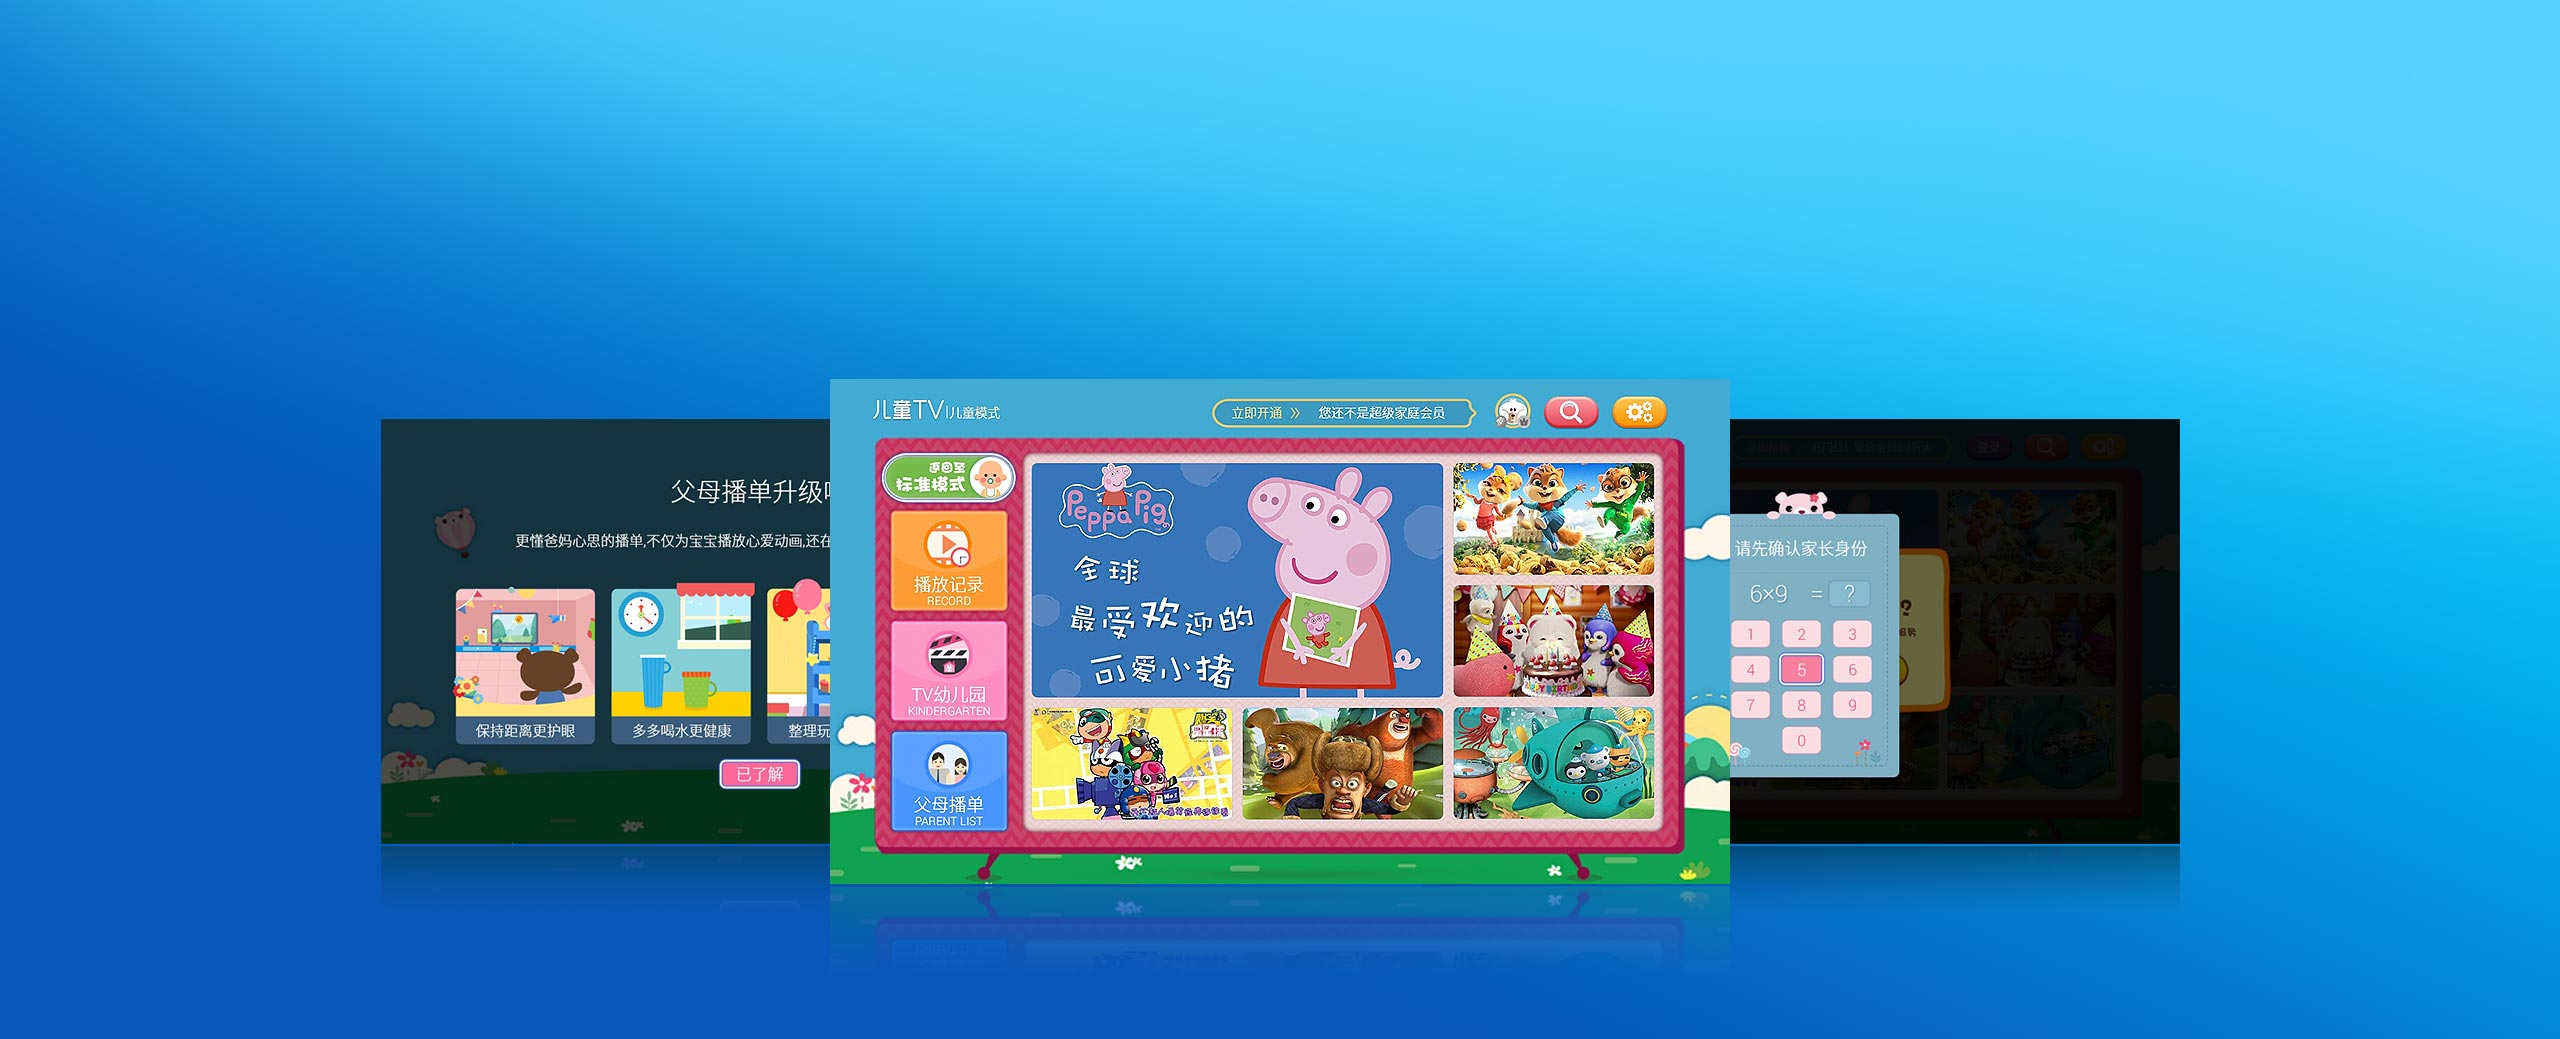 父母播单升级
更懂爸妈心思的播单,不仅为宝宝播放心爱动画,还在
保持距离更护眼
多多喝水更健康
整理玩
已了解
儿童TV|儿童模式
立即开通 》 您还不是超级家庭会员
返回至
标准模式
播放记录
RECORD
TV幼儿园
KINDERGARTEN
父母播单
PARENT LIST
Peppa Pig
全球
最受欢迎的
可爱小猪
HAPPY BIRTHDAY
登录
请先确认家长身份
6×9 = ?
1 2 3
4 5 6
7 8 9
0
?